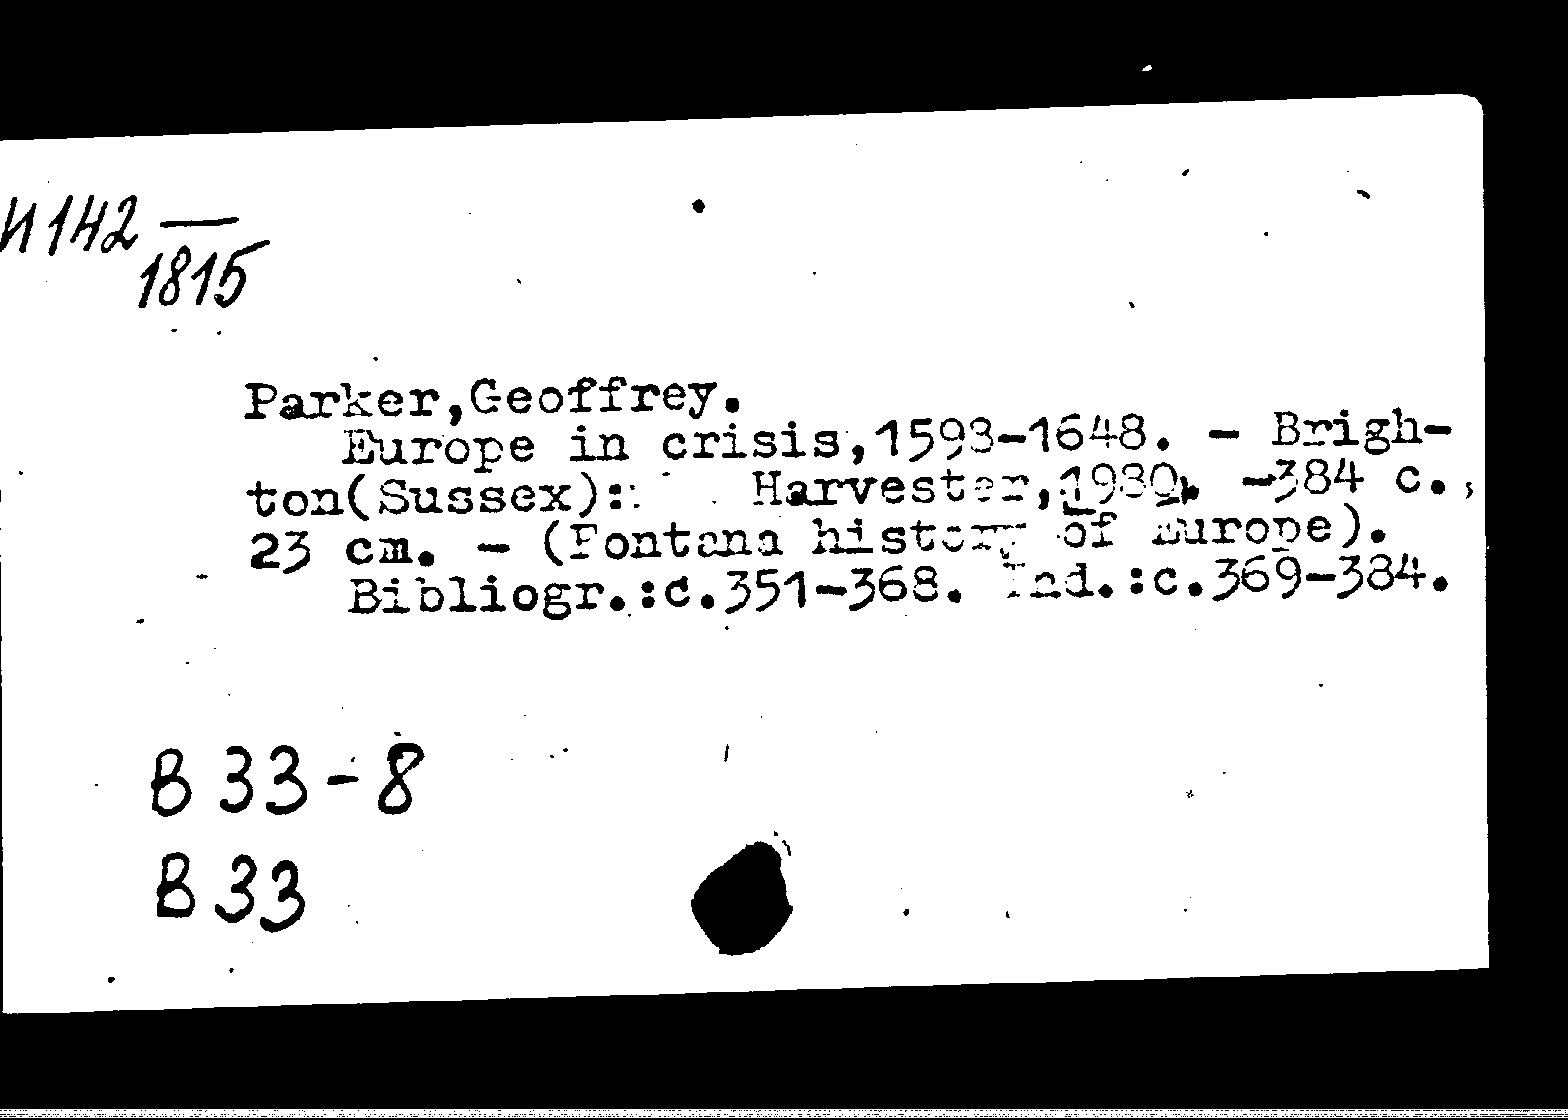 И142 —
1815
Parker,Geoffrey.
Europe in crisis,1598-1648. - Brigh-
ton(Sussex): Harvester,1980. -384 c.,
23 cm. - (Fontana history of Europe).
Bibliogr.:c.351-368. Ind.:c.369-384.
В 33-8
В 33